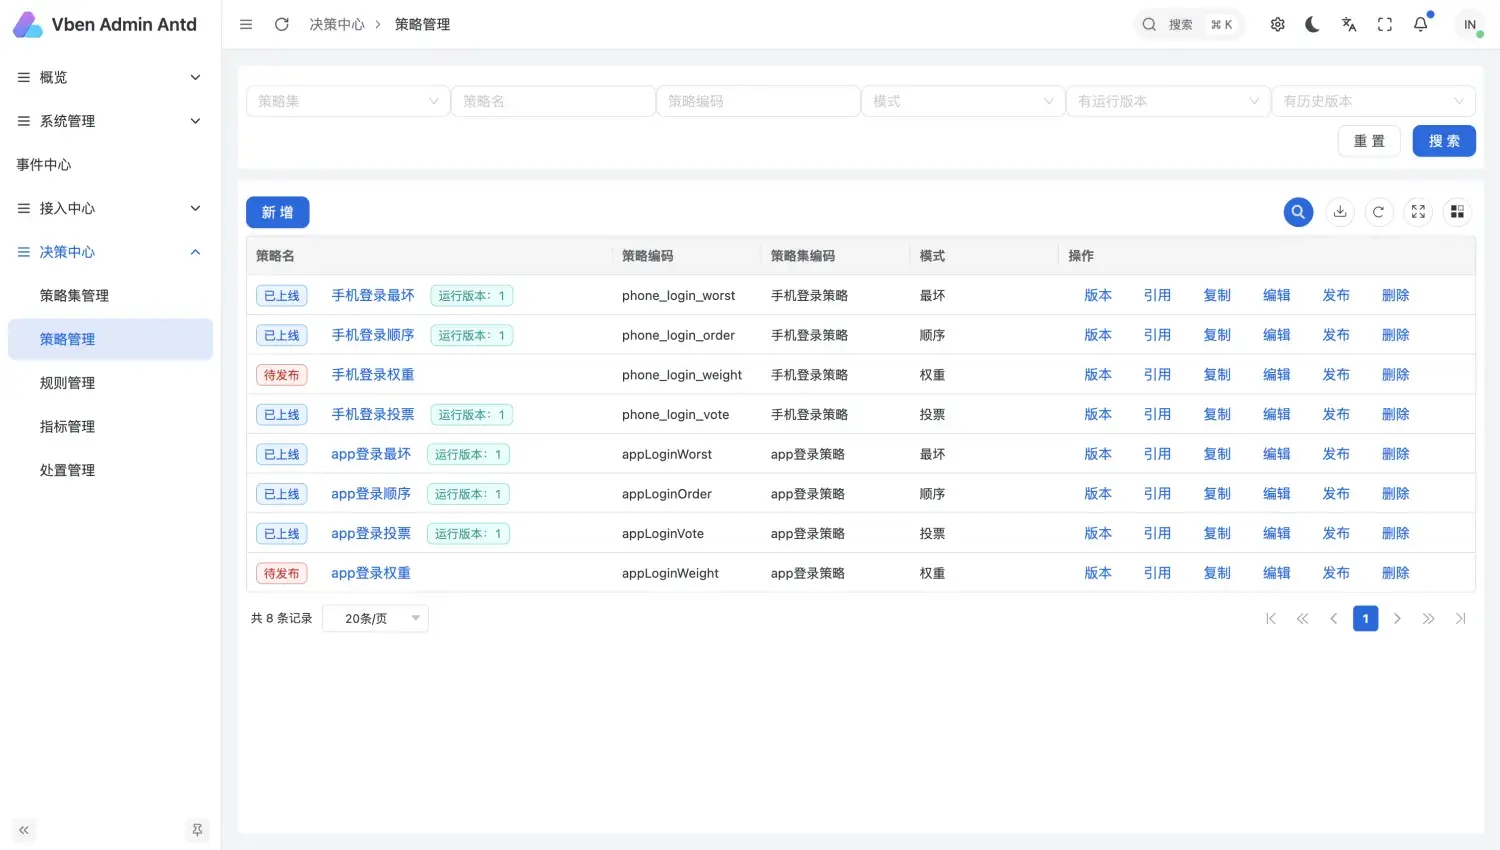 Vben Admin Antd
决策中心 > 策略管理
搜索 ⌘ K
IN
概览
系统管理
事件中心
接入中心
决策中心
策略集管理
策略管理
规则管理
指标管理
处置管理
策略集 策略名 策略编码 模式 有运行版本 有历史版本
重 置 搜 索
新 增
策略名 策略编码 策略集编码 模式 操作
已上线 手机登录最坏 运行版本：1 phone_login_worst 手机登录策略 最坏 版本 引用 复制 编辑 发布 删除
已上线 手机登录顺序 运行版本：1 phone_login_order 手机登录策略 顺序 版本 引用 复制 编辑 发布 删除
待发布 手机登录权重 phone_login_weight 手机登录策略 权重 版本 引用 复制 编辑 发布 删除
已上线 手机登录投票 运行版本：1 phone_login_vote 手机登录策略 投票 版本 引用 复制 编辑 发布 删除
已上线 app登录最坏 运行版本：1 appLoginWorst app登录策略 最坏 版本 引用 复制 编辑 发布 删除
已上线 app登录顺序 运行版本：1 appLoginOrder app登录策略 顺序 版本 引用 复制 编辑 发布 删除
已上线 app登录投票 运行版本：1 appLoginVote app登录策略 投票 版本 引用 复制 编辑 发布 删除
待发布 app登录权重 appLoginWeight app登录策略 权重 版本 引用 复制 编辑 发布 删除
共 8 条记录 20条/页 1